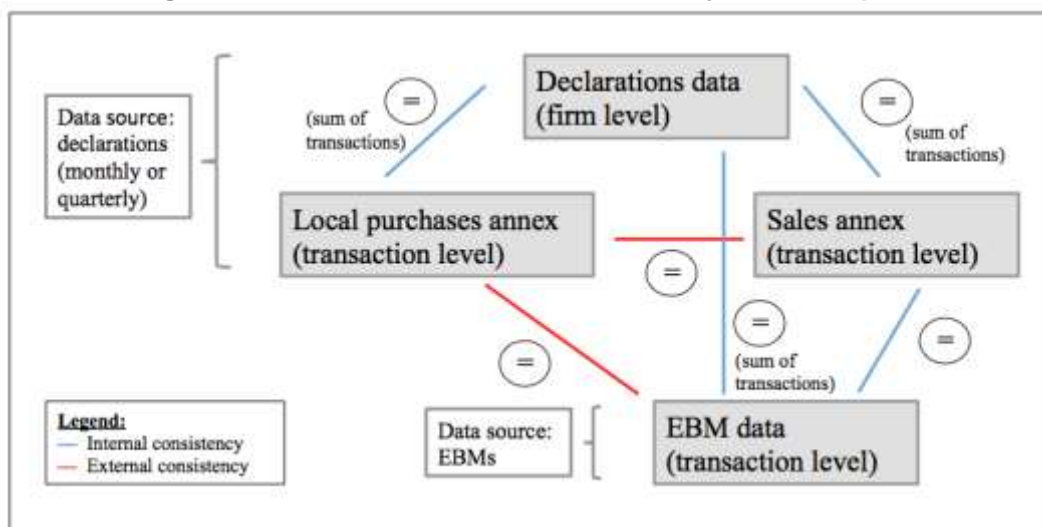 Declarations data
(firm level)
=
(sum of
transactions)
=
(sum of
transactions)
Data source:
declarations
(monthly or
quarterly)
Local purchases annex
(transaction level)
Sales annex
(transaction level)
=
=
(sum of
transactions)
=
=
Legend:
Internal consistency
External consistency
Data source:
EBMs
EBM data
(transaction level)